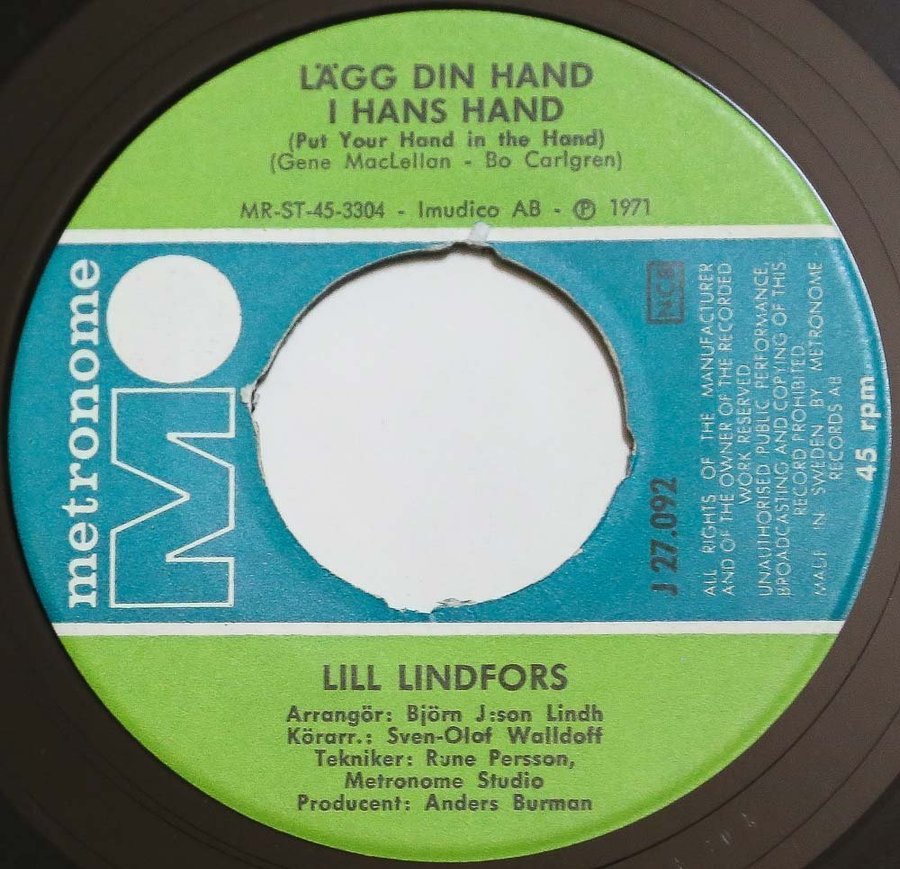 LÄGG DIN HAND
I HANS HAND
(Put Your Hand in the Hand)
(Gene MacLellan - Bo Carlgren)
MR-ST-45-3304 - Imudico AB - Ⓟ 1971
metronome
M
NCB
J 27.092
ALL RIGHTS OF THE MANUFACTURER
AND OF THE OWNER OF THE RECORDED
WORK RESERVED
UNAUTHORISED PUBLIC PERFORMANCE,
BROADCASTING AND COPYING OF THIS
RECORD PROHIBITED
MADE IN SWEDEN BY METRONOME
RECORDS AB
45 rpm
LILL LINDFORS
Arrangör: Björn J:son Lindh
Körarr.: Sven-Olof Walldoff
Tekniker: Rune Persson,
Metronome Studio
Producent: Anders Burman